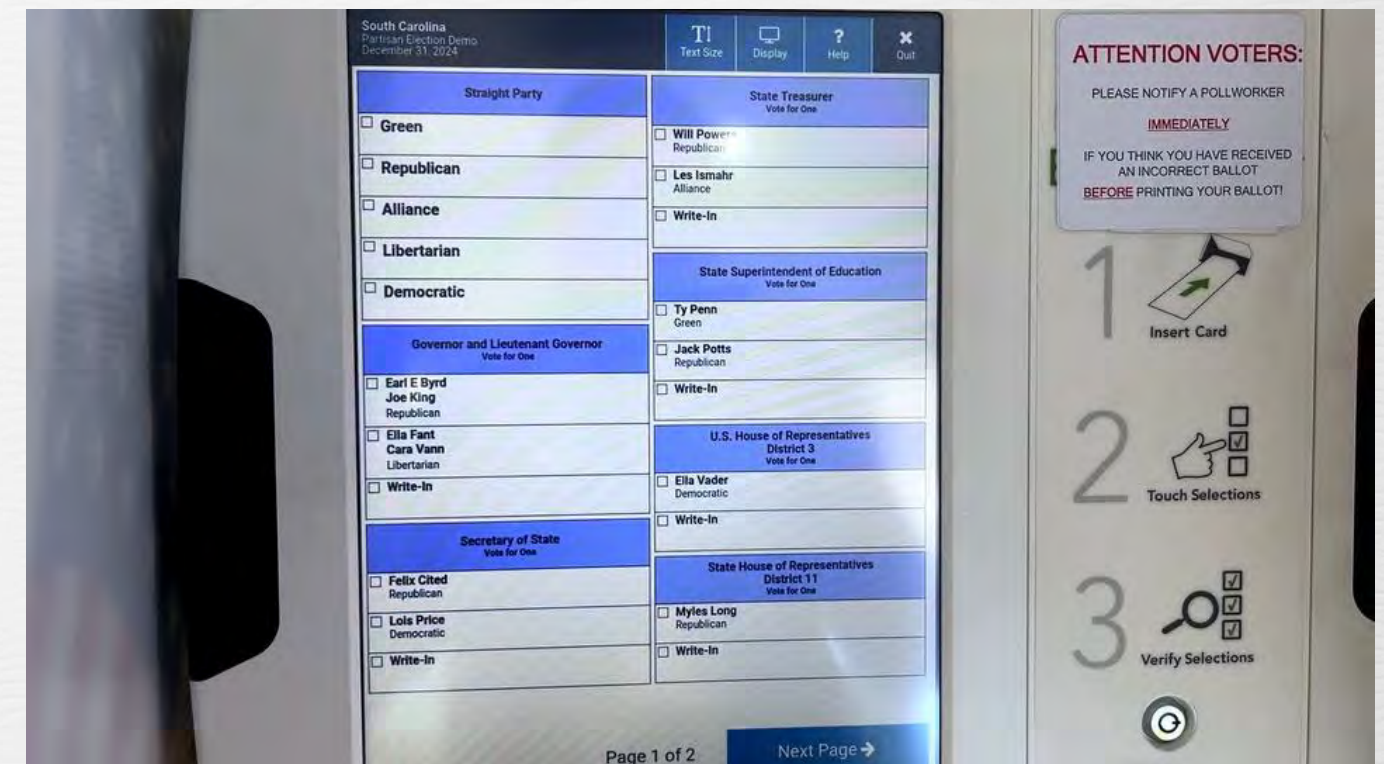 South Carolina
Partisan Election Demo
December 31, 2024
Text Size
Display
?
Help
Quit
Straight Party
Green
Republican
Alliance
Libertarian
Democratic
Governor and Lieutenant Governor
Vote for One
Earl E Byrd
Joe King
Republican
Ella Fant
Cara Vann
Libertarian
Write-In
Secretary of State
Vote for One
Felix Cited
Republican
Lois Price
Democratic
Write-In
State Treasurer
Vote for One
Will Powers
Republican
Les Ismahr
Alliance
Write-In
State Superintendent of Education
Vote for One
Ty Penn
Green
Jack Potts
Republican
Write-In
U.S. House of Representatives
District 3
Vote for One
Ella Vader
Democratic
Write-In
State House of Representatives
District 11
Vote for One
Myles Long
Republican
Write-In
Page 1 of 2
Next Page
ATTENTION VOTERS:
PLEASE NOTIFY A POLLWORKER
IMMEDIATELY
IF YOU THINK YOU HAVE RECEIVED
AN INCORRECT BALLOT
BEFORE PRINTING YOUR BALLOT!
1
Insert Card
2
Touch Selections
3
Verify Selections